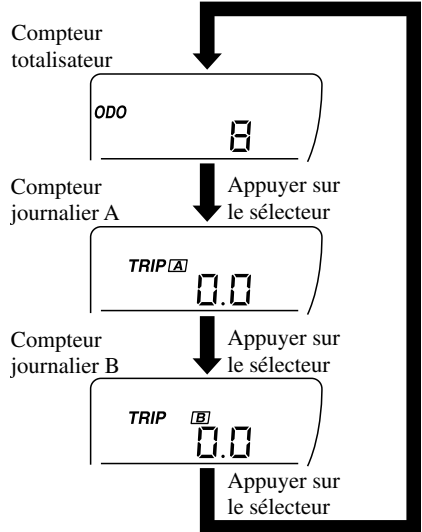 Compteur
totalisateur
ODO
8
Compteur
journalier A
Appuyer sur
le sélecteur
TRIP A
0.0
Compteur
journalier B
Appuyer sur
le sélecteur
TRIP B
0.0
Appuyer sur
le sélecteur